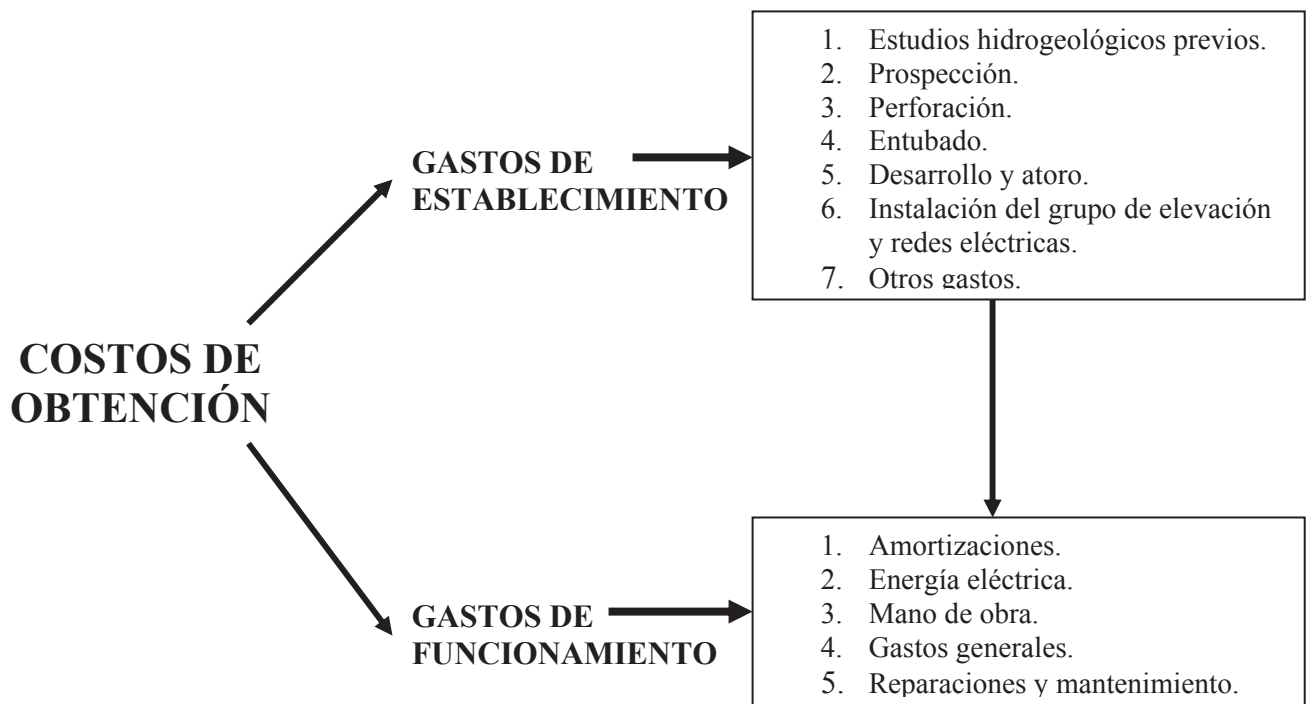 1. Estudios hidrogeológicos previos.
2. Prospección.
3. Perforación.
4. Entubado.
5. Desarrollo y atoro.
6. Instalación del grupo de elevación
y redes eléctricas.
7. Otros gastos.
GASTOS DE
ESTABLECIMIENTO
COSTOS DE
OBTENCIÓN
GASTOS DE
FUNCIONAMIENTO
1. Amortizaciones.
2. Energía eléctrica.
3. Mano de obra.
4. Gastos generales.
5. Reparaciones y mantenimiento.